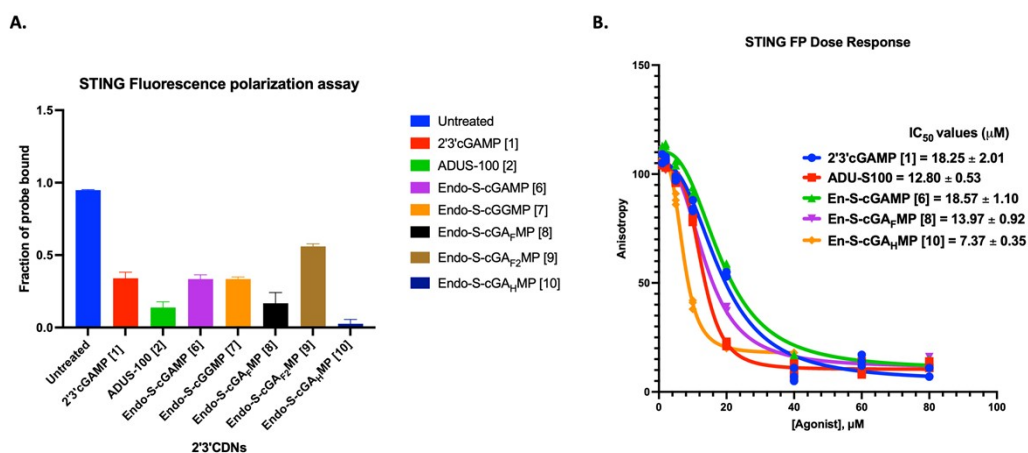 A.
STING Fluorescence polarization assay
1.5
1.0
0.5
0.0
Fraction of probe bound
Untreated
2'3'cGAMP [1]
ADUS-100 [2]
Endo-S-cGAMP [6]
Endo-S-cGGMP [7]
Endo-S-cGAFMP [8]
Endo-S-cGAF2MP [9]
Endo-S-cGAHMP [10]
2'3'CDNs
Untreated
2'3'cGAMP [1]
ADUS-100 [2]
Endo-S-cGAMP [6]
Endo-S-cGGMP [7]
Endo-S-cGAFMP [8]
Endo-S-cGAF2MP [9]
Endo-S-cGAHMP [10]
B.
STING FP Dose Response
150
100
50
0
Anisotropy
0 20 40 60 80 100
[Agonist], µM
IC50 values (µM)
2'3'cGAMP [1] = 18.25 ± 2.01
ADU-S100 = 12.80 ± 0.53
En-S-cGAMP [6] = 18.57 ± 1.10
En-S-cGAFMP [8] = 13.97 ± 0.92
En-S-cGAHMP [10] = 7.37 ± 0.35